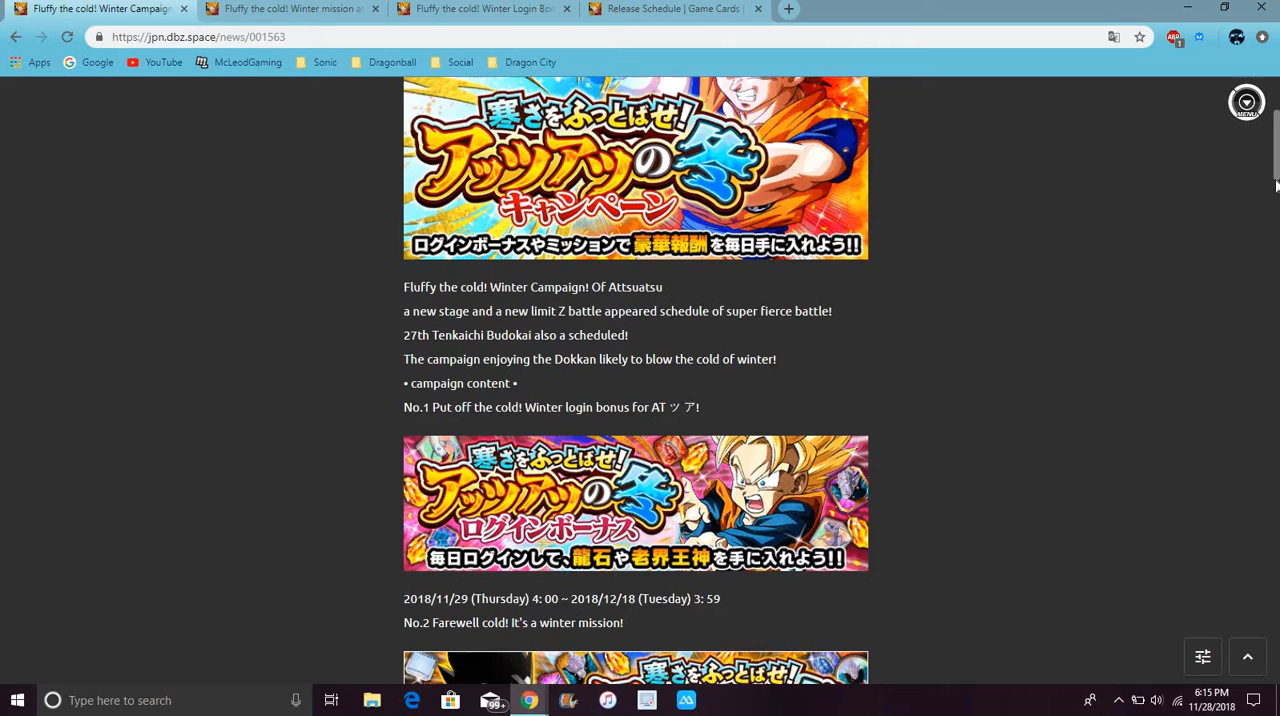 Fluffy the cold! Winter Campaign
Fluffy the cold! Winter mission at
Fluffy the cold! Winter Login Bon
Release Schedule | Game Cards |
https://jpn.dbz.space/news/001563
ABP
1
Apps
Google
YouTube
McLeodGaming
Sonic
Dragonball
Social
Dragon City
MENU
寒さをふっとばせ!
アッツアツの冬
キャンペーン
ログインボーナスやミッションで豪華報酬を毎日手に入れよう!!
Fluffy the cold! Winter Campaign! Of Attsuatsu
a new stage and a new limit Z battle appeared schedule of super fierce battle!
27th Tenkaichi Budokai also a scheduled!
The campaign enjoying the Dokkan likely to blow the cold of winter!
• campaign content •
No.1 Put off the cold! Winter login bonus for AT ツ ア!
寒さをふっとばせ!
アッツアツの冬
ログインボーナス
毎日ログインして、龍石や老界王神を手に入れよう!!
2018/11/29 (Thursday) 4: 00 ~ 2018/12/18 (Tuesday) 3: 59
No.2 Farewell cold! It's a winter mission!
寒さをふっとばせ!
Type here to search
99+
6:15 PM
11/28/2018